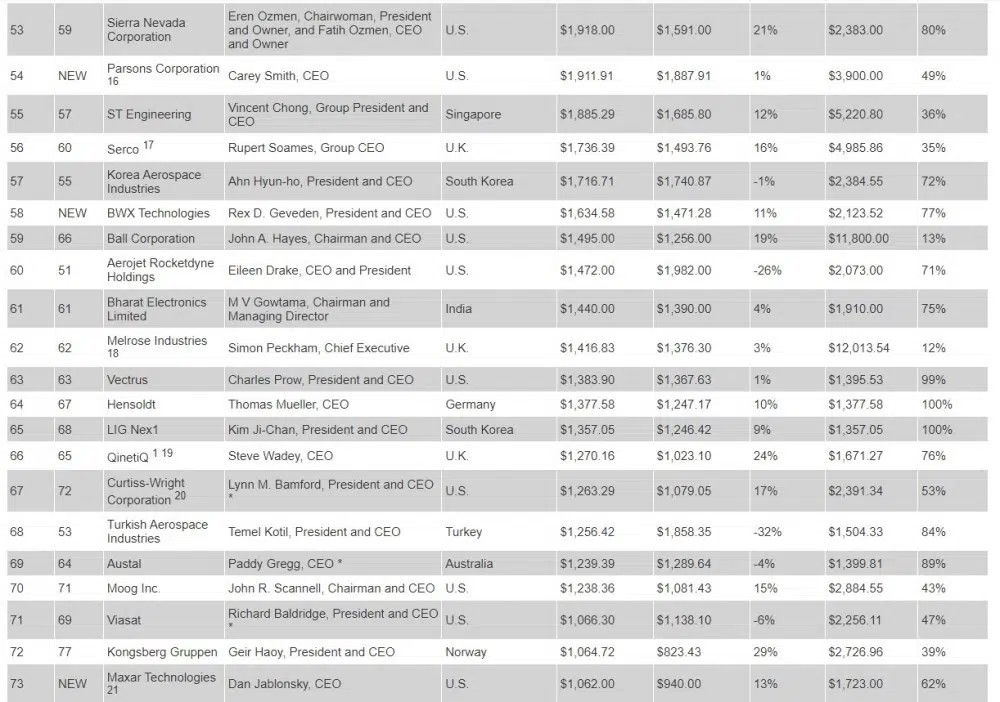 53 59 Sierra Nevada Corporation Eren Ozmen, Chairwoman, President and Owner, and Fatih Ozmen, CEO and Owner U.S. $1,918.00 $1,591.00 21% $2,383.00 80%
54 NEW Parsons Corporation 16 Carey Smith, CEO U.S. $1,911.91 $1,887.91 1% $3,900.00 49%
55 57 ST Engineering Vincent Chong, Group President and CEO Singapore $1,885.29 $1,685.80 12% $5,220.80 36%
56 60 Serco 17 Rupert Soames, Group CEO U.K. $1,736.39 $1,493.76 16% $4,985.86 35%
57 55 Korea Aerospace Industries Ahn Hyun-ho, President and CEO South Korea $1,716.71 $1,740.87 -1% $2,384.55 72%
58 NEW BWX Technologies Rex D. Geveden, President and CEO U.S. $1,634.58 $1,471.28 11% $2,123.52 77%
59 66 Ball Corporation John A. Hayes, Chairman and CEO U.S. $1,495.00 $1,256.00 19% $11,800.00 13%
60 51 Aerojet Rocketdyne Holdings Eileen Drake, CEO and President U.S. $1,472.00 $1,982.00 -26% $2,073.00 71%
61 61 Bharat Electronics Limited M V Gowtama, Chairman and Managing Director India $1,440.00 $1,390.00 4% $1,910.00 75%
62 62 Melrose Industries 18 Simon Peckham, Chief Executive U.K. $1,416.83 $1,376.30 3% $12,013.54 12%
63 63 Vectrus Charles Prow, President and CEO U.S. $1,383.90 $1,367.63 1% $1,395.53 99%
64 67 Hensoldt Thomas Mueller, CEO Germany $1,377.58 $1,247.17 10% $1,377.58 100%
65 68 LIG Nex1 Kim Ji-Chan, President and CEO South Korea $1,357.05 $1,246.42 9% $1,357.05 100%
66 65 QinetiQ 1 19 Steve Wadey, CEO U.K. $1,270.16 $1,023.10 24% $1,671.27 76%
67 72 Curtiss-Wright Corporation 20 Lynn M. Bamford, President and CEO * U.S. $1,263.29 $1,079.05 17% $2,391.34 53%
68 53 Turkish Aerospace Industries Temel Kotil, President and CEO Turkey $1,256.42 $1,858.35 -32% $1,504.33 84%
69 64 Austal Paddy Gregg, CEO * Australia $1,239.39 $1,289.64 -4% $1,399.81 89%
70 71 Moog Inc. John R. Scannell, Chairman and CEO U.S. $1,238.36 $1,081.43 15% $2,884.55 43%
71 69 Viasat Richard Baldridge, President and CEO * U.S. $1,066.30 $1,138.10 -6% $2,256.11 47%
72 77 Kongsberg Gruppen Geir Haoy, President and CEO Norway $1,064.72 $823.43 29% $2,726.96 39%
73 NEW Maxar Technologies 21 Dan Jablonsky, CEO U.S. $1,062.00 $940.00 13% $1,723.00 62%